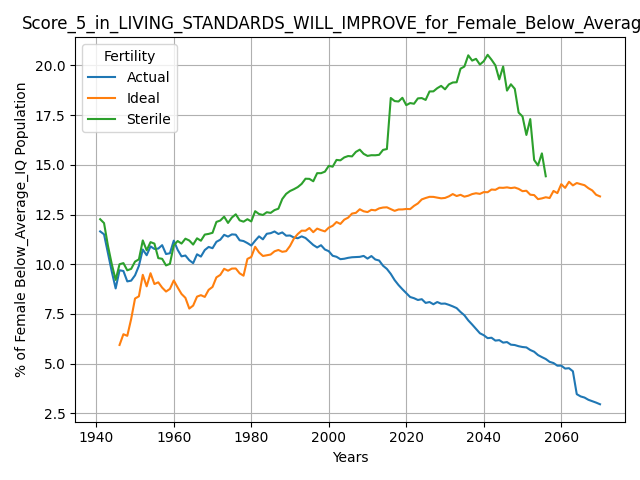 Score_5_in_LIVING_STANDARDS_WILL_IMPROVE_for_Female_Below_Averag
Fertility
Actual
Ideal
Sterile
% of Female Below_Average_IQ Population
20.0
17.5
15.0
12.5
10.0
7.5
5.0
2.5
1940 1960 1980 2000 2020 2040 2060
Years